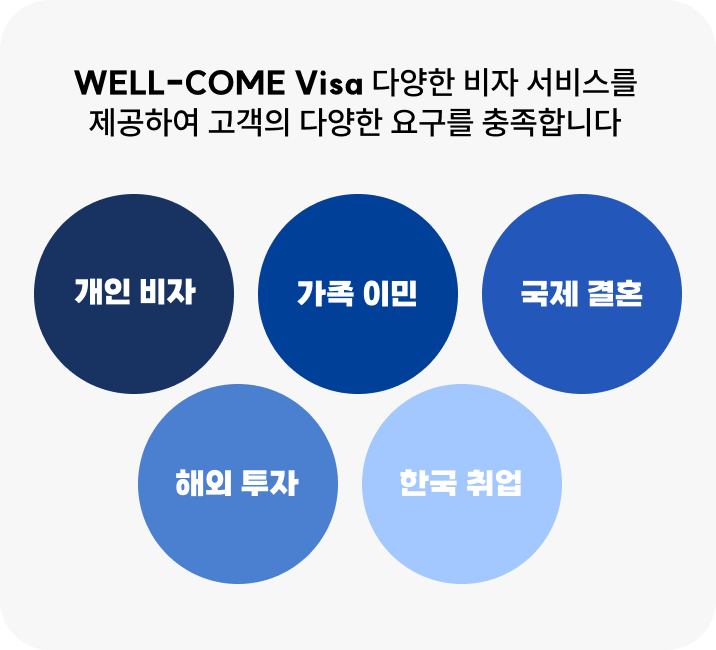 WELL-COME Visa 다양한 비자 서비스를
제공하여 고객의 다양한 요구를 충족합니다
개인 비자
가족 이민
국제 결혼
해외 투자
한국 취업